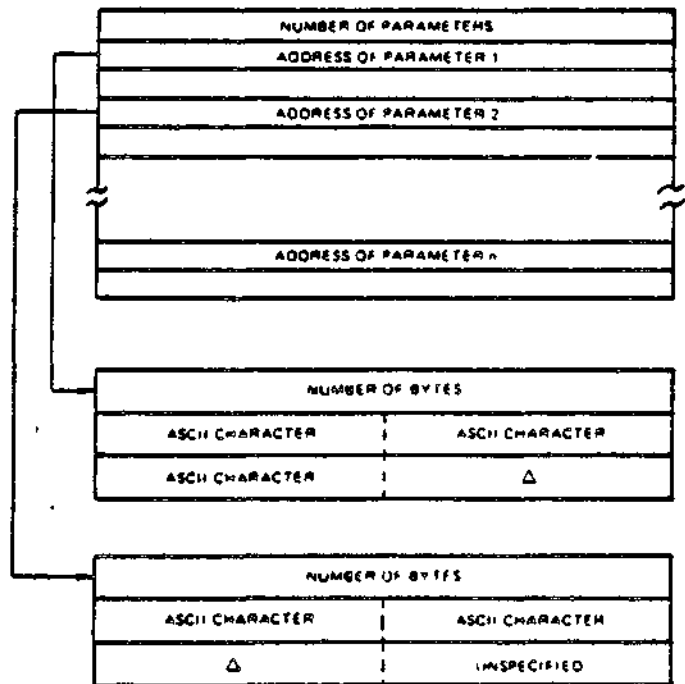 NUMBER OF PARAMETERS
ADDRESS OF PARAMETER 1
ADDRESS OF PARAMETER 2
ADDRESS OF PARAMETER n
NUMBER OF BYTES
ASCII CHARACTER ASCII CHARACTER
ASCII CHARACTER Δ
NUMBER OF BYTES
ASCII CHARACTER ASCII CHARACTER
Δ UNSPECIFIED